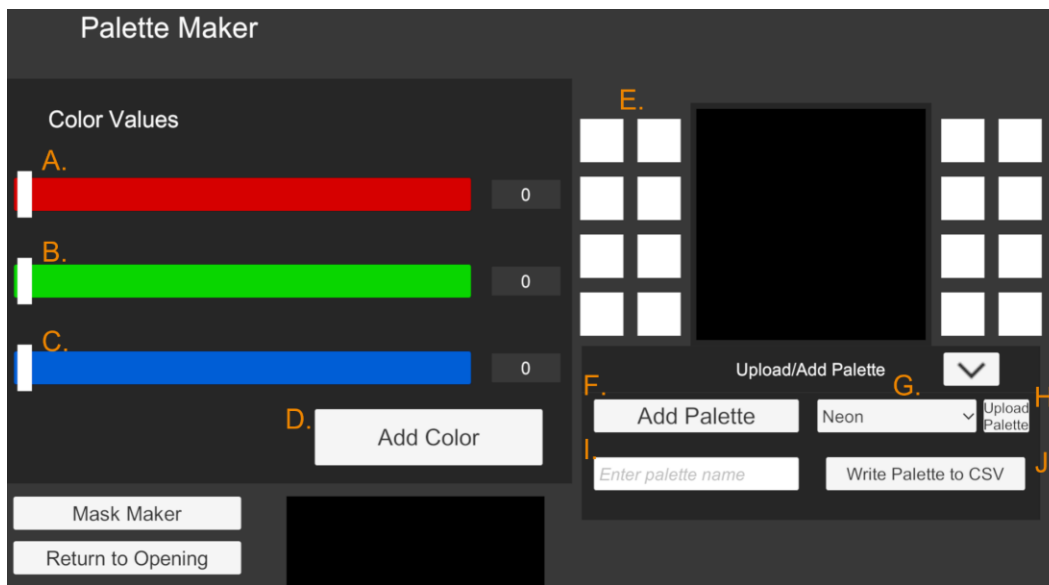 Palette Maker
Color Values
A.
0
B.
0
C.
0
D.
Add Color
Mask Maker
Return to Opening
E.
Upload/Add Palette
F.
G.
H
Add Palette
Neon
Upload
Palette
I.
J
Enter palette name
Write Palette to CSV